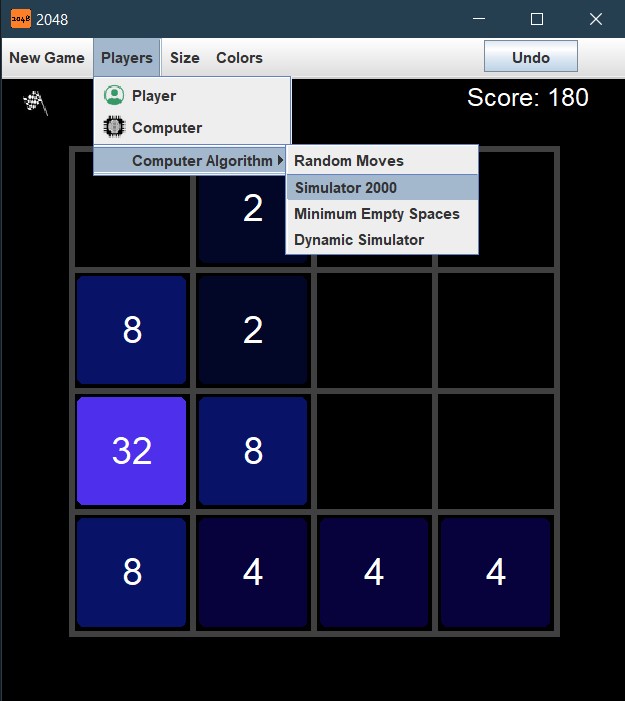 2048 2048
New Game Players Size Colors Undo
Player
Score: 180
Computer
Computer Algorithm
Random Moves
Simulator 2000
Minimum Empty Spaces
Dynamic Simulator
2
8 2
32 8
8 4 4 4